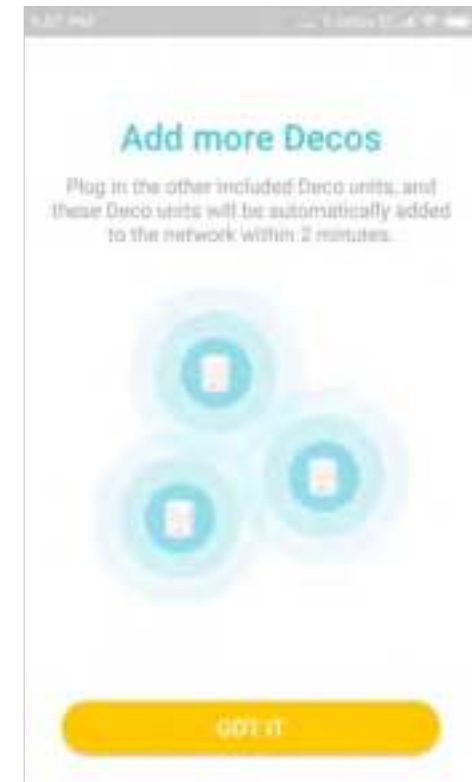 Add more Decos
Plug in the other included Deco units, and
these Deco units will be automatically added
to the network within 2 minutes.
GOT IT